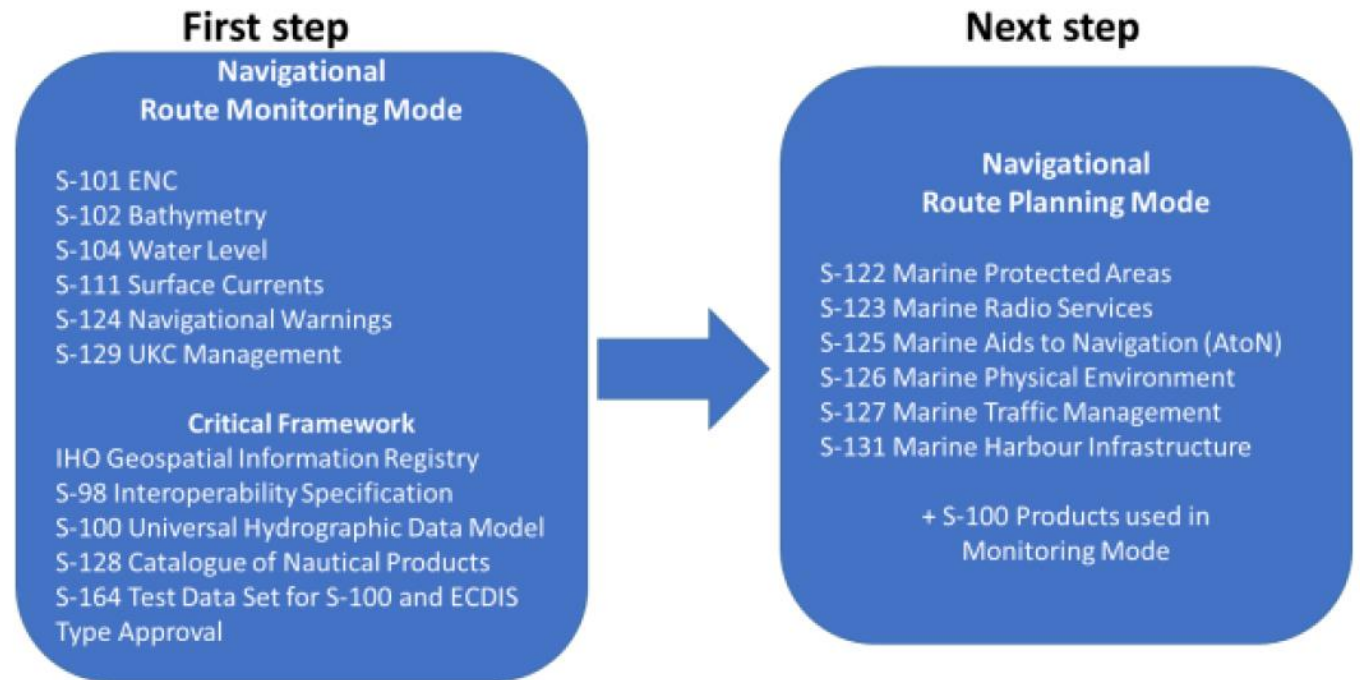 First step
Navigational
Route Monitoring Mode
S-101 ENC
S-102 Bathymetry
S-104 Water Level
S-111 Surface Currents
S-124 Navigational Warnings
S-129 UKC Management
Critical Framework
IHO Geospatial Information Registry
S-98 Interoperability Specification
S-100 Universal Hydrographic Data Model
S-128 Catalogue of Nautical Products
S-164 Test Data Set for S-100 and ECDIS
Type Approval
Next step
Navigational
Route Planning Mode
S-122 Marine Protected Areas
S-123 Marine Radio Services
S-125 Marine Aids to Navigation (AtoN)
S-126 Marine Physical Environment
S-127 Marine Traffic Management
S-131 Marine Harbour Infrastructure
+ S-100 Products used in
Monitoring Mode